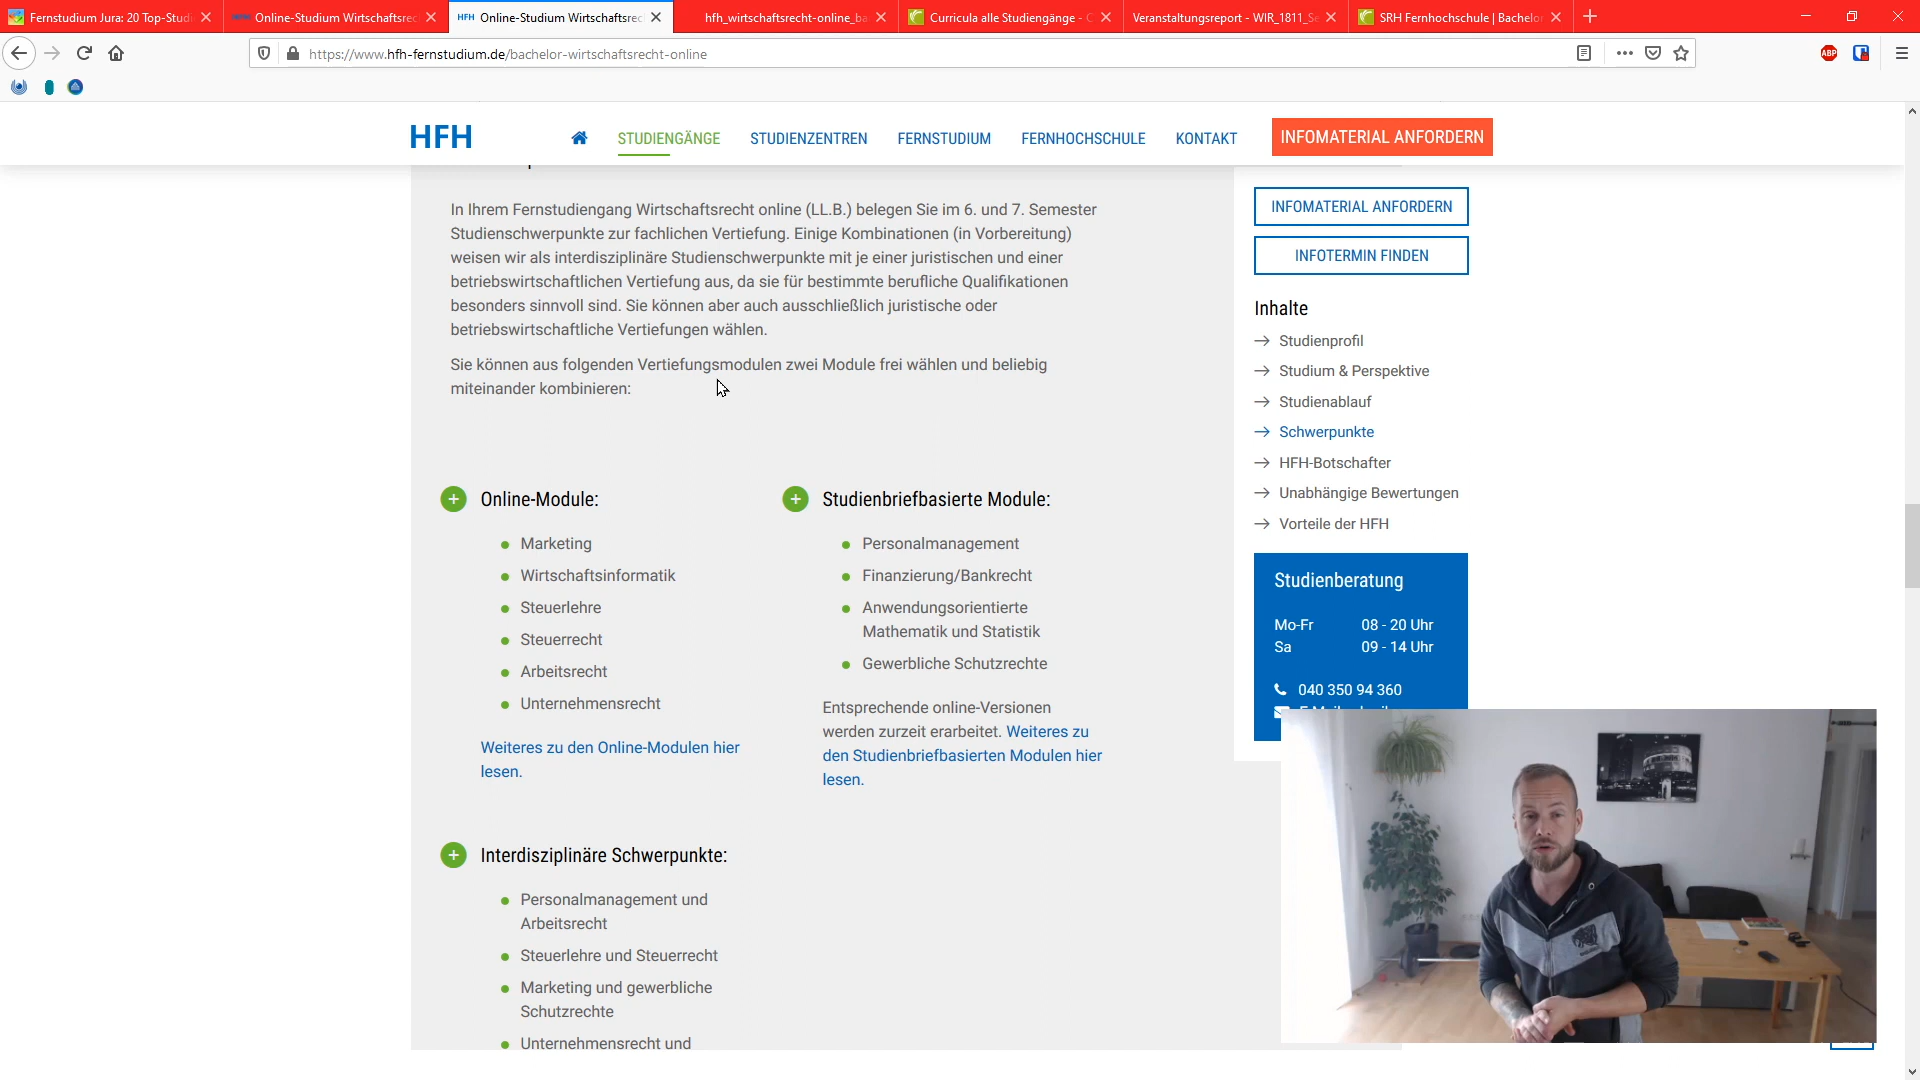 Fernstudium Jura: 20 Top-Studi
Online-Studium Wirtschaftsrec
HFH Online-Studium Wirtschaftsrec
hfh_wirtschaftsrecht-online_ba
Curricula alle Studiengänge - C
Veranstaltungsreport - WIR_1811_Se
SRH Fernhochschule | Bachelor
https://www.hfh-fernstudium.de/bachelor-wirtschaftsrecht-online
ABP
HFH
STUDIENGÄNGE STUDIENZENTREN FERNSTUDIUM FERNHOCHSCHULE KONTAKT INFOMATERIAL ANFORDERN
In Ihrem Fernstudiengang Wirtschaftsrecht online (LL.B.) belegen Sie im 6. und 7. Semester
Studienschwerpunkte zur fachlichen Vertiefung. Einige Kombinationen (in Vorbereitung)
weisen wir als interdisziplinäre Studienschwerpunkte mit je einer juristischen und einer
betriebswirtschaftlichen Vertiefung aus, da sie für bestimmte berufliche Qualifikationen
besonders sinnvoll sind. Sie können aber auch ausschließlich juristische oder
betriebswirtschaftliche Vertiefungen wählen.
Sie können aus folgenden Vertiefungsmodulen zwei Module frei wählen und beliebig
miteinander kombinieren:
Online-Module:
Marketing
Wirtschaftsinformatik
Steuerlehre
Steuerrecht
Arbeitsrecht
Unternehmensrecht
Weiteres zu den Online-Modulen hier
lesen.
Studienbriefbasierte Module:
Personalmanagement
Finanzierung/Bankrecht
Anwendungsorientierte
Mathematik und Statistik
Gewerbliche Schutzrechte
Entsprechende online-Versionen
werden zurzeit erarbeitet. Weiteres zu
den Studienbriefbasierten Modulen hier
lesen.
Interdisziplinäre Schwerpunkte:
Personalmanagement und
Arbeitsrecht
Steuerlehre und Steuerrecht
Marketing und gewerbliche
Schutzrechte
Unternehmensrecht und
INFOMATERIAL ANFORDERN
INFOTERMIN FINDEN
Inhalte
Studienprofil
Studium & Perspektive
Studienablauf
Schwerpunkte
HFH-Botschafter
Unabhängige Bewertungen
Vorteile der HFH
Studienberatung
Mo-Fr 08 - 20 Uhr
Sa 09 - 14 Uhr
040 350 94 360